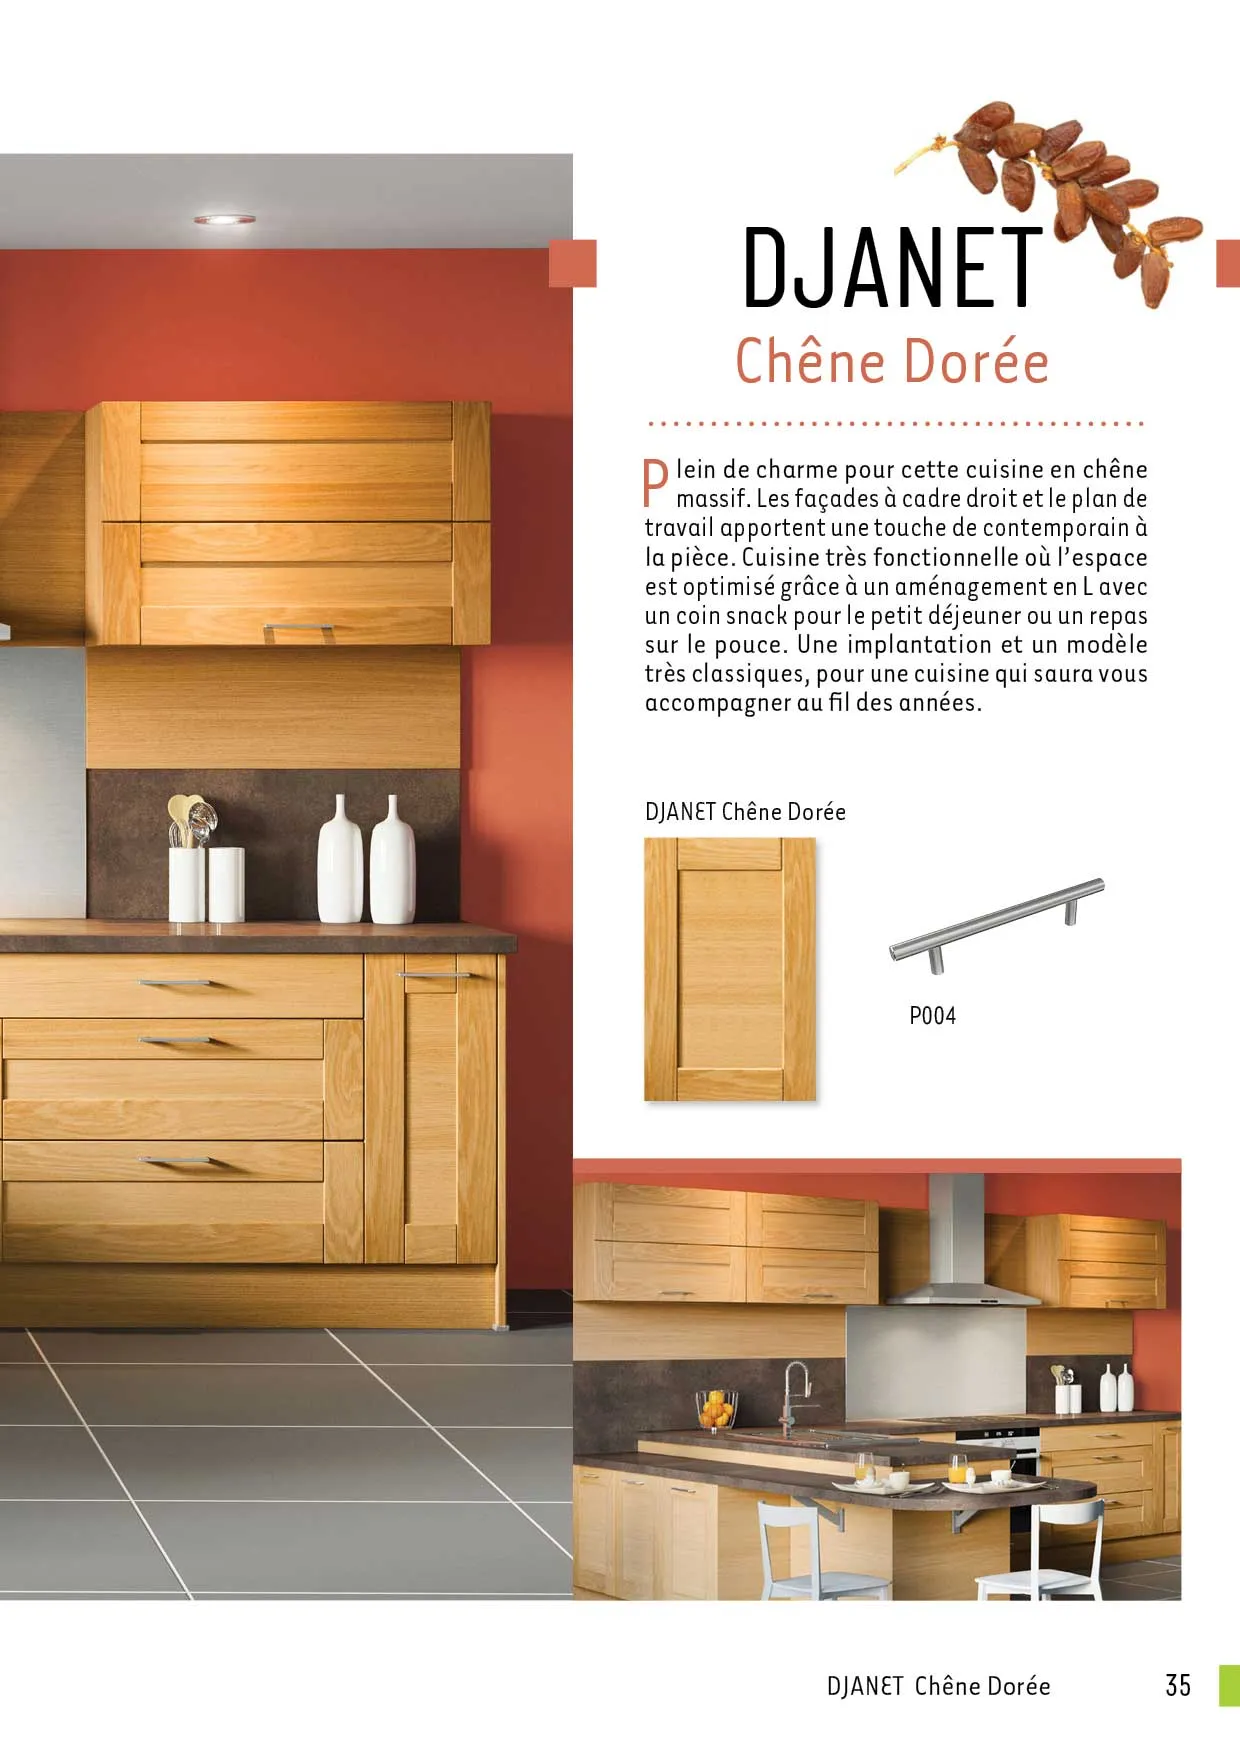 DJANET
Chêne Dorée
Plein de charme pour cette cuisine en chêne
massif. Les façades à cadre droit et le plan de
travail apportent une touche de contemporain à
la pièce. Cuisine très fonctionnelle où l’espace
est optimisé grâce à un aménagement en L avec
un coin snack pour le petit déjeuner ou un repas
sur le pouce. Une implantation et un modèle
très classiques, pour une cuisine qui saura vous
accompagner au fil des années.
DJANET Chêne Dorée
P004
DJANET Chêne Dorée 35